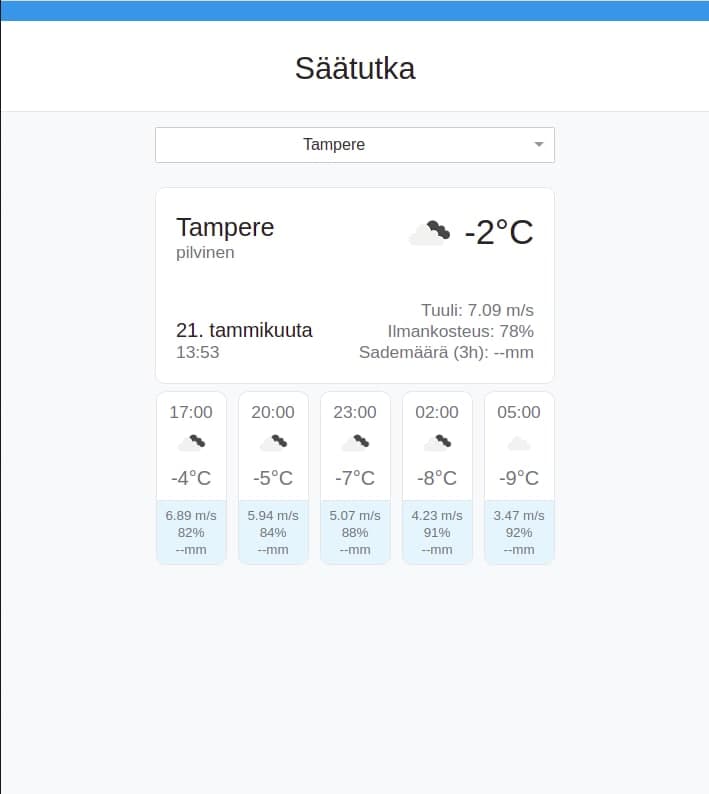 Säätutka
Tampere
Tampere
pilvinen
-2°C
21. tammikuuta
13:53
Tuuli: 7.09 m/s
Ilmankosteus: 78%
Sademäärä (3h): --mm
17:00 20:00 23:00 02:00 05:00
-4°C -5°C -7°C -8°C -9°C
6.89 m/s 5.94 m/s 5.07 m/s 4.23 m/s 3.47 m/s
82% 84% 88% 91% 92%
--mm --mm --mm --mm --mm